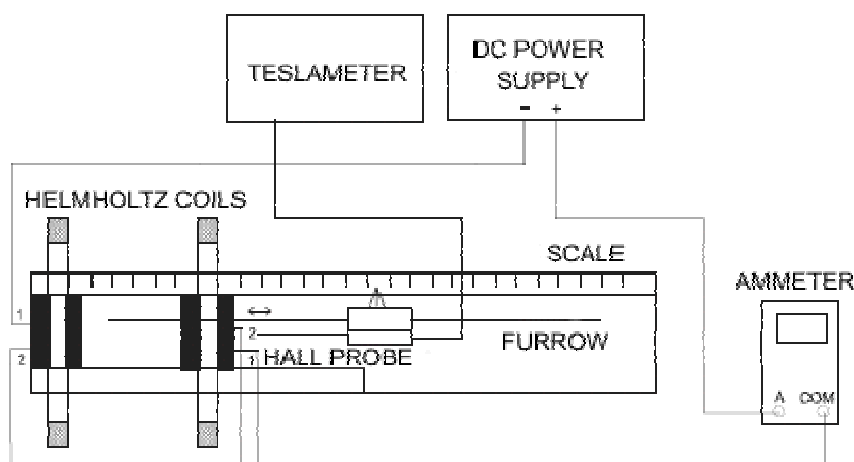 TESLAMETER
DC POWER
SUPPLY
- +
HELMHOLTZ COILS
SCALE
AMMETER
1
2
2
1
HALL PROBE
FURROW
A COM